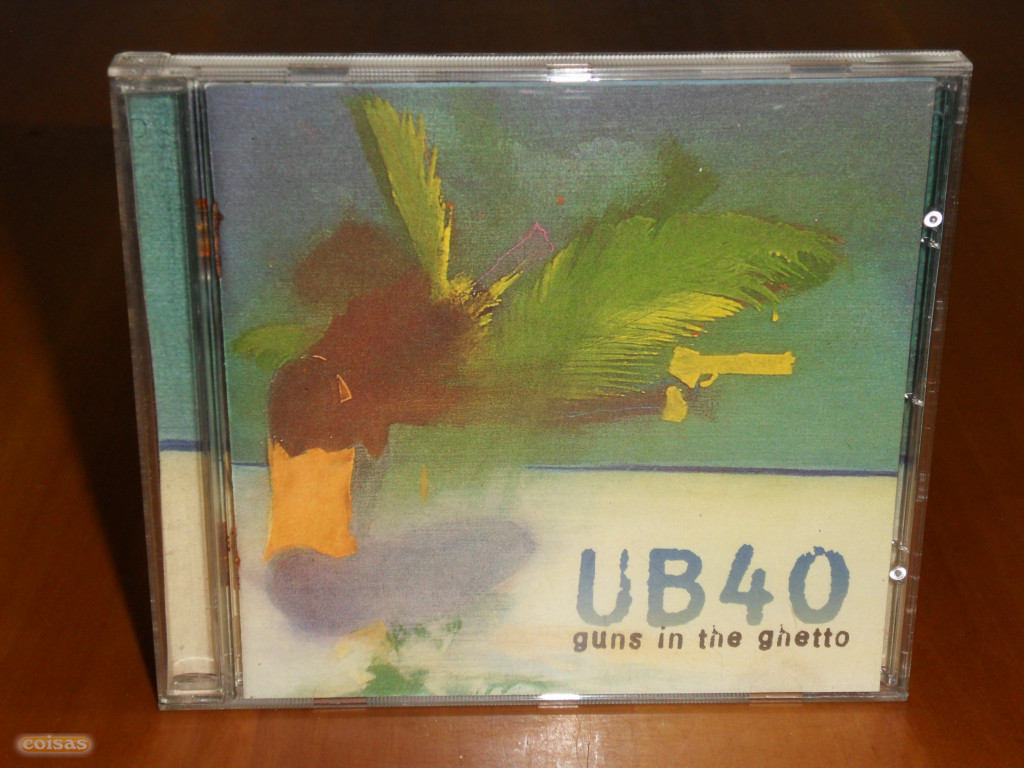 UB40
guns in the ghetto
coisas